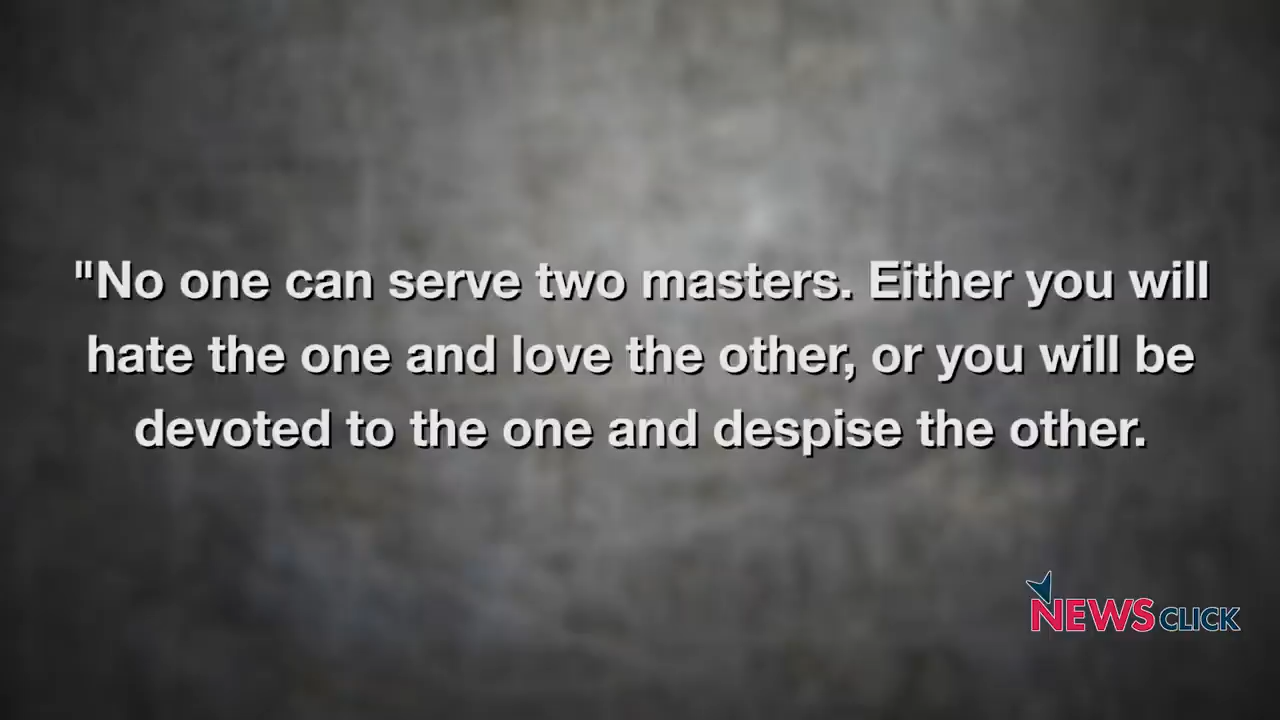 "No one can serve two masters. Either you will
hate the one and love the other, or you will be
devoted to the one and despise the other.
NEWSCLICK